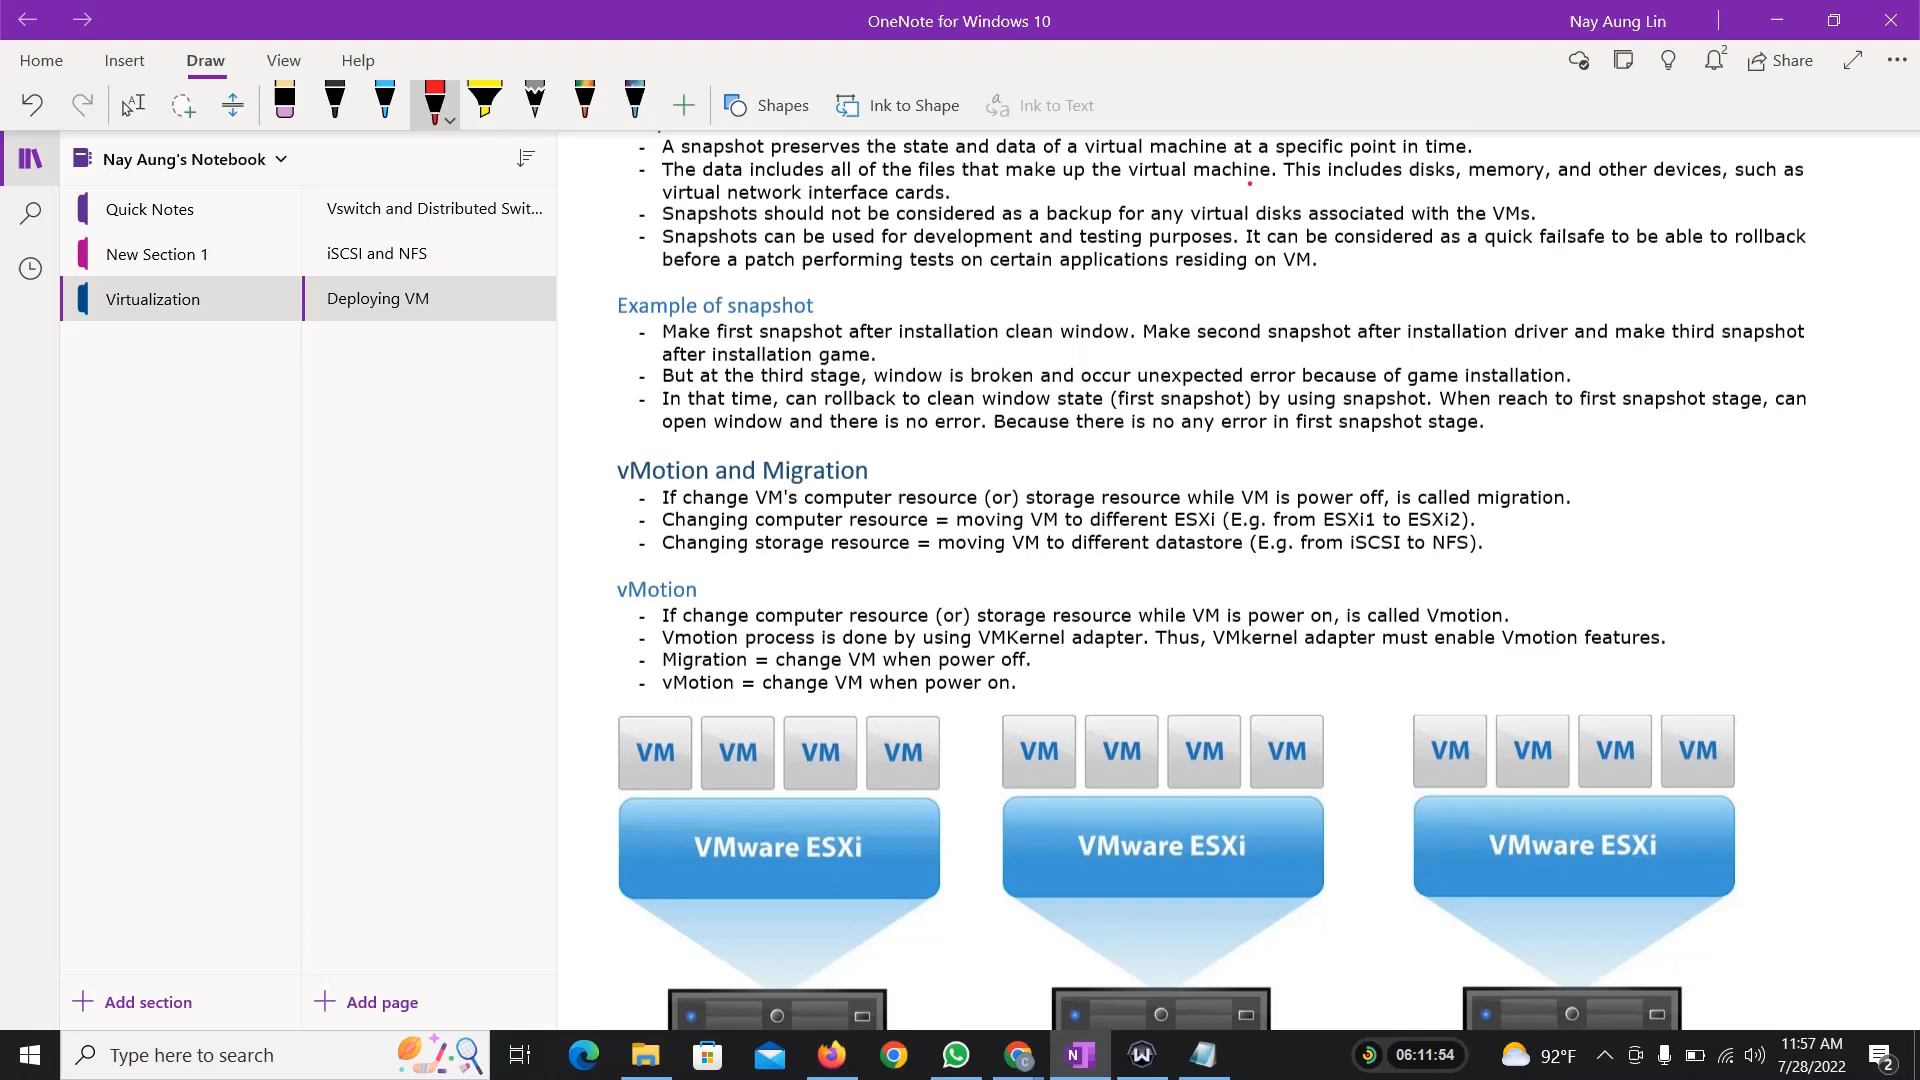 OneNote for Windows 10
Nay Aung Lin
Home
Insert
Draw
View
Help
2
Share
Shapes
Ink to Shape
Ink to Text
Nay Aung's Notebook
Quick Notes
New Section 1
Virtualization
Vswitch and Distributed Swit...
iSCSI and NFS
Deploying VM
- A snapshot preserves the state and data of a virtual machine at a specific point in time.
- The data includes all of the files that make up the virtual machine. This includes disks, memory, and other devices, such as
virtual network interface cards.
- Snapshots should not be considered as a backup for any virtual disks associated with the VMs.
- Snapshots can be used for development and testing purposes. It can be considered as a quick failsafe to be able to rollback
before a patch performing tests on certain applications residing on VM.
Example of snapshot
- Make first snapshot after installation clean window. Make second snapshot after installation driver and make third snapshot
after installation game.
- But at the third stage, window is broken and occur unexpected error because of game installation.
- In that time, can rollback to clean window state (first snapshot) by using snapshot. When reach to first snapshot stage, can
open window and there is no error. Because there is no any error in first snapshot stage.
vMotion and Migration
- If change VM's computer resource (or) storage resource while VM is power off, is called migration.
- Changing computer resource = moving VM to different ESXi (E.g. from ESXi1 to ESXi2).
- Changing storage resource = moving VM to different datastore (E.g. from iSCSI to NFS).
vMotion
- If change computer resource (or) storage resource while VM is power on, is called Vmotion.
- Vmotion process is done by using VMKernel adapter. Thus, VMkernel adapter must enable Vmotion features.
- Migration = change VM when power off.
- vMotion = change VM when power on.
VM VM VM VM
VM VM VM VM
VM VM VM VM
VMware ESXi
VMware ESXi
VMware ESXi
Add section
Add page
Type here to search
06:11:54
92°F
11:57 AM
7/28/2022
2